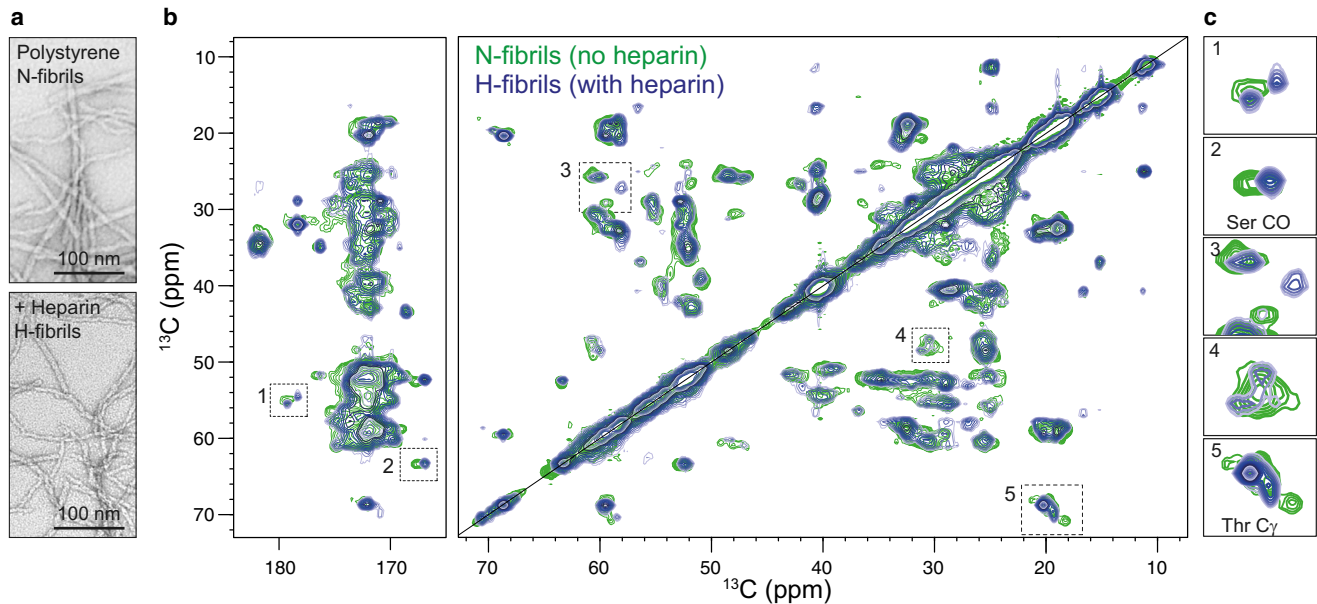 a
Polystyrene
N-fibrils
100 nm
+ Heparin
H-fibrils
100 nm
b
N-fibrils (no heparin)
H-fibrils (with heparin)
10
20
30
40
50
60
70
¹³C (ppm)
1
2
3
4
5
180
170
70
60
50
40
30
20
10
¹³C (ppm)
c
1
2
Ser CO
3
4
5
Thr Cγ